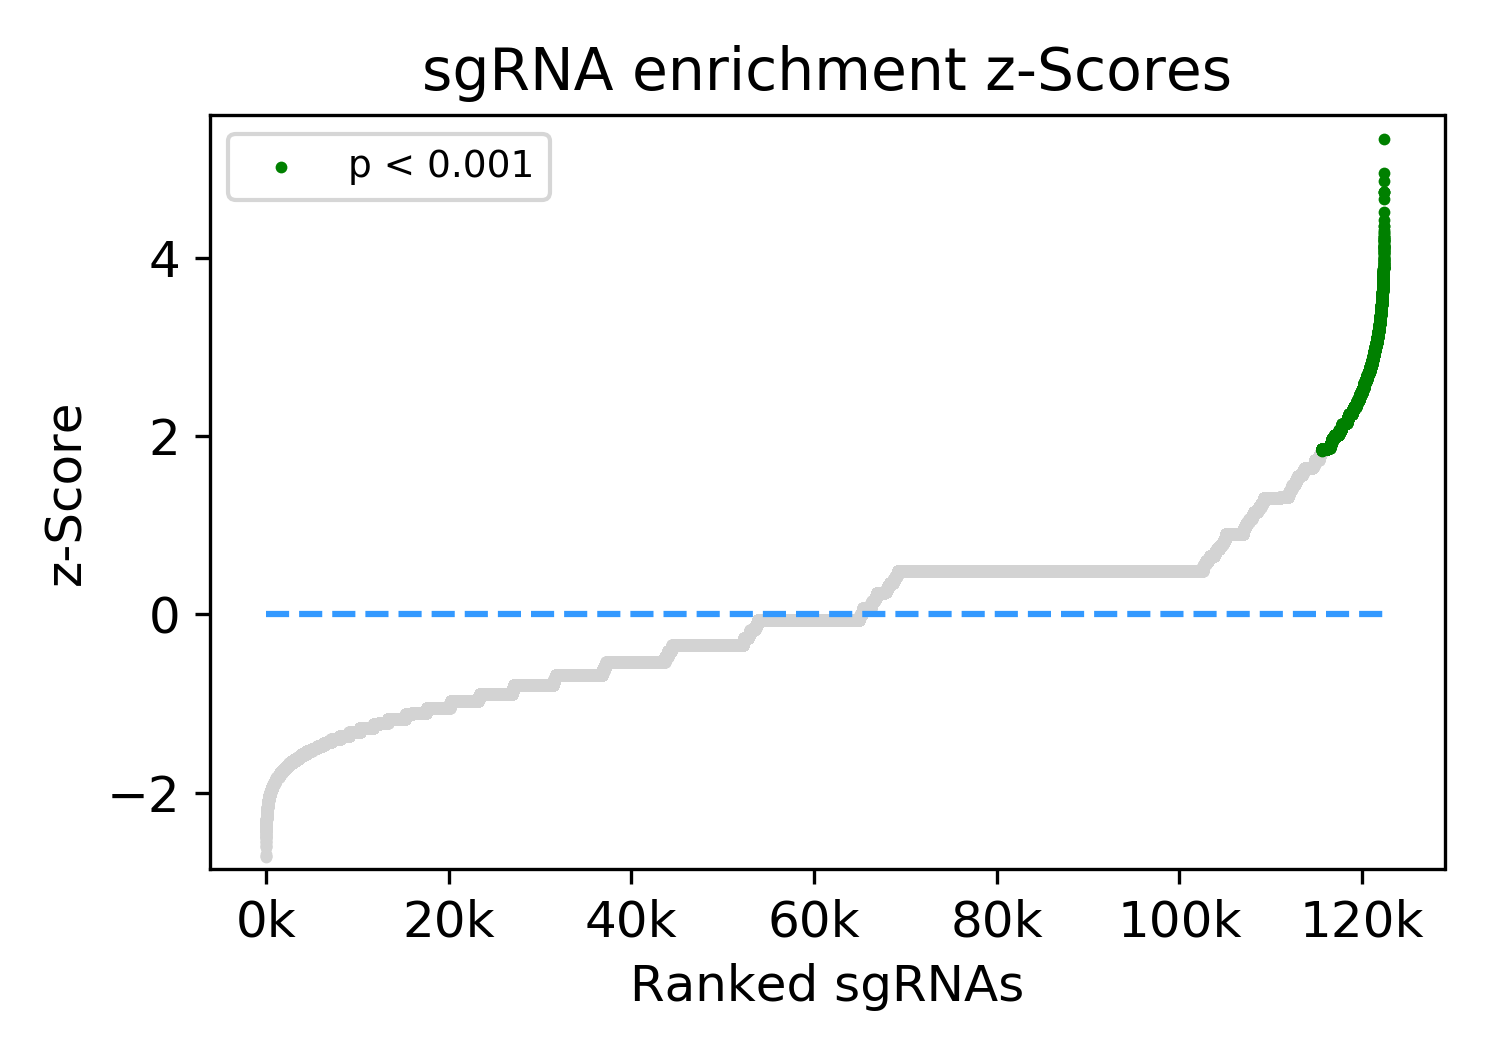 sgRNA enrichment z-Scores
p < 0.001
4
2
0
−2
z-Score
0k 20k 40k 60k 80k 100k 120k
Ranked sgRNAs